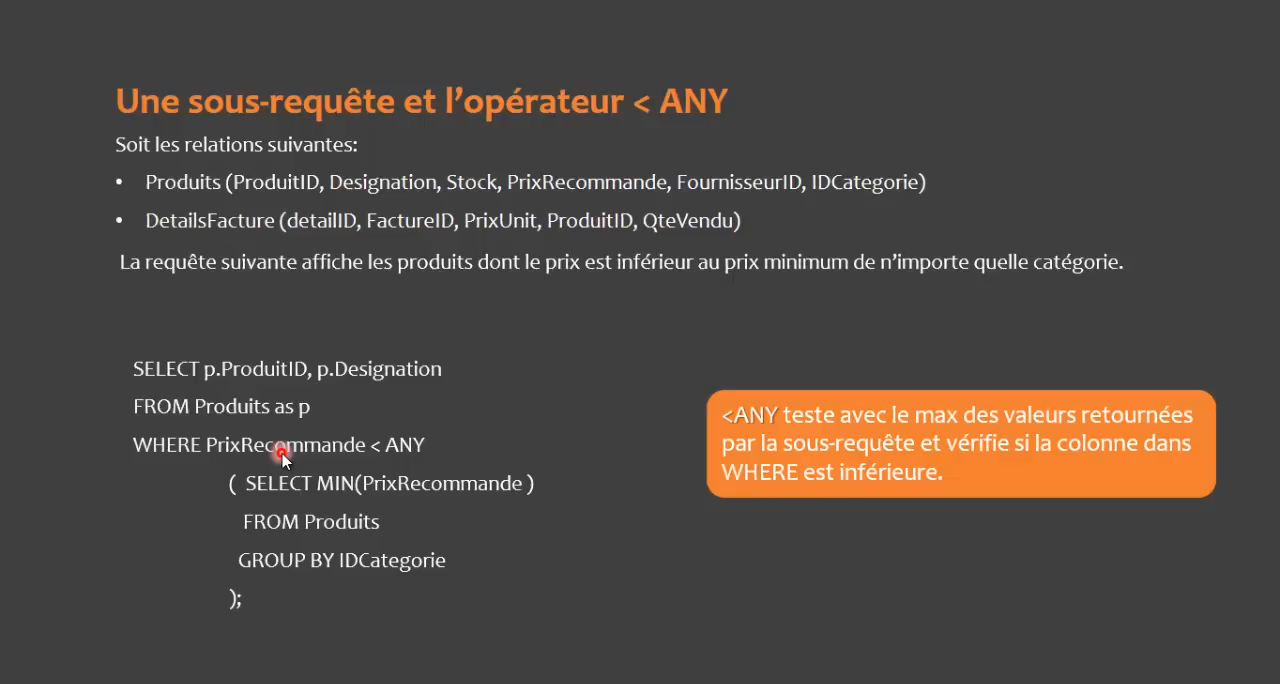 Une sous-requête et l’opérateur < ANY
Soit les relations suivantes:
• Produits (ProduitID, Designation, Stock, PrixRecommande, FournisseurID, IDCategorie)
• DetailsFacture (detailID, FactureID, PrixUnit, ProduitID, QteVendu)
La requête suivante affiche les produits dont le prix est inférieur au prix minimum de n’importe quelle catégorie.
SELECT p.ProduitID, p.Designation
FROM Produits as p
WHERE PrixRecommande < ANY
( SELECT MIN(PrixRecommande )
FROM Produits
GROUP BY IDCategorie
);
<ANY teste avec le max des valeurs retournées
par la sous-requête et vérifie si la colonne dans
WHERE est inférieure.